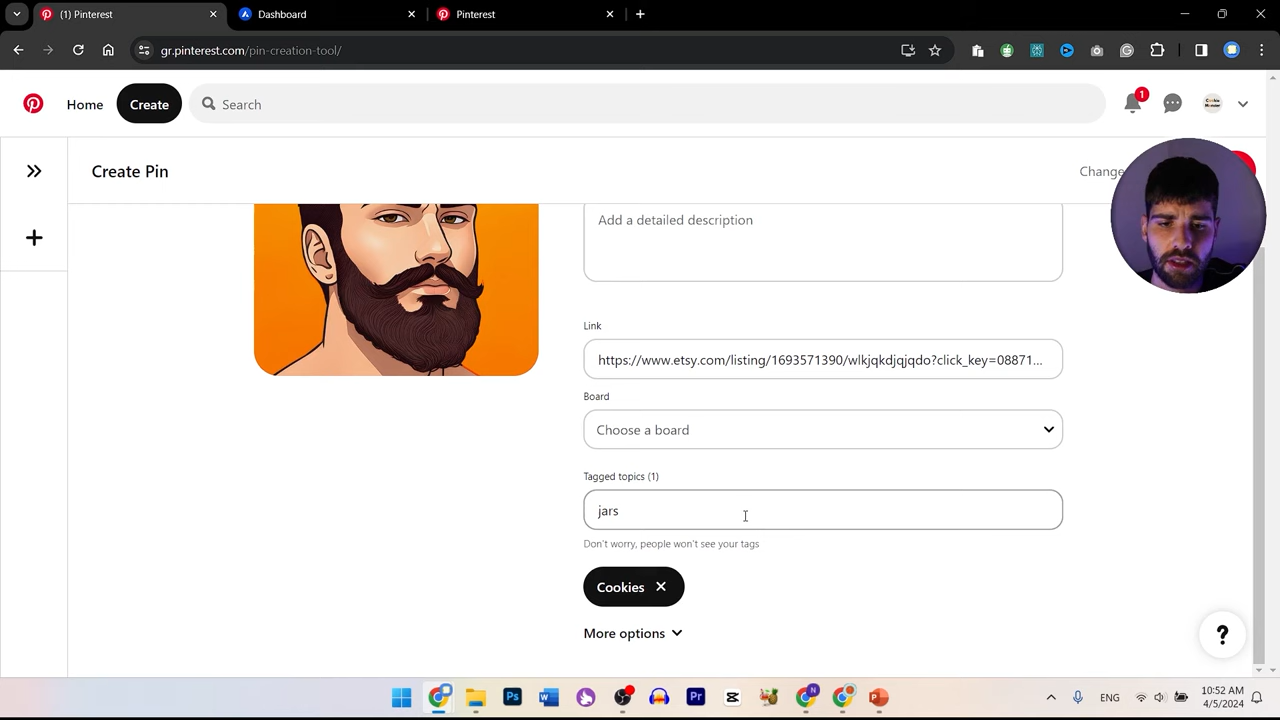 (1) Pinterest
Dashboard
Pinterest
gr.pinterest.com/pin-creation-tool/
Home
Create
Search
1
Create Pin
Change
Add a detailed description
Link
https://www.etsy.com/listing/1693571390/wlkjqkdjqjqdo?click_key=08871...
Board
Choose a board
Tagged topics (1)
jars
Don't worry, people won't see your tags
Cookies
More options
?
ENG
10:52 AM
4/5/2024